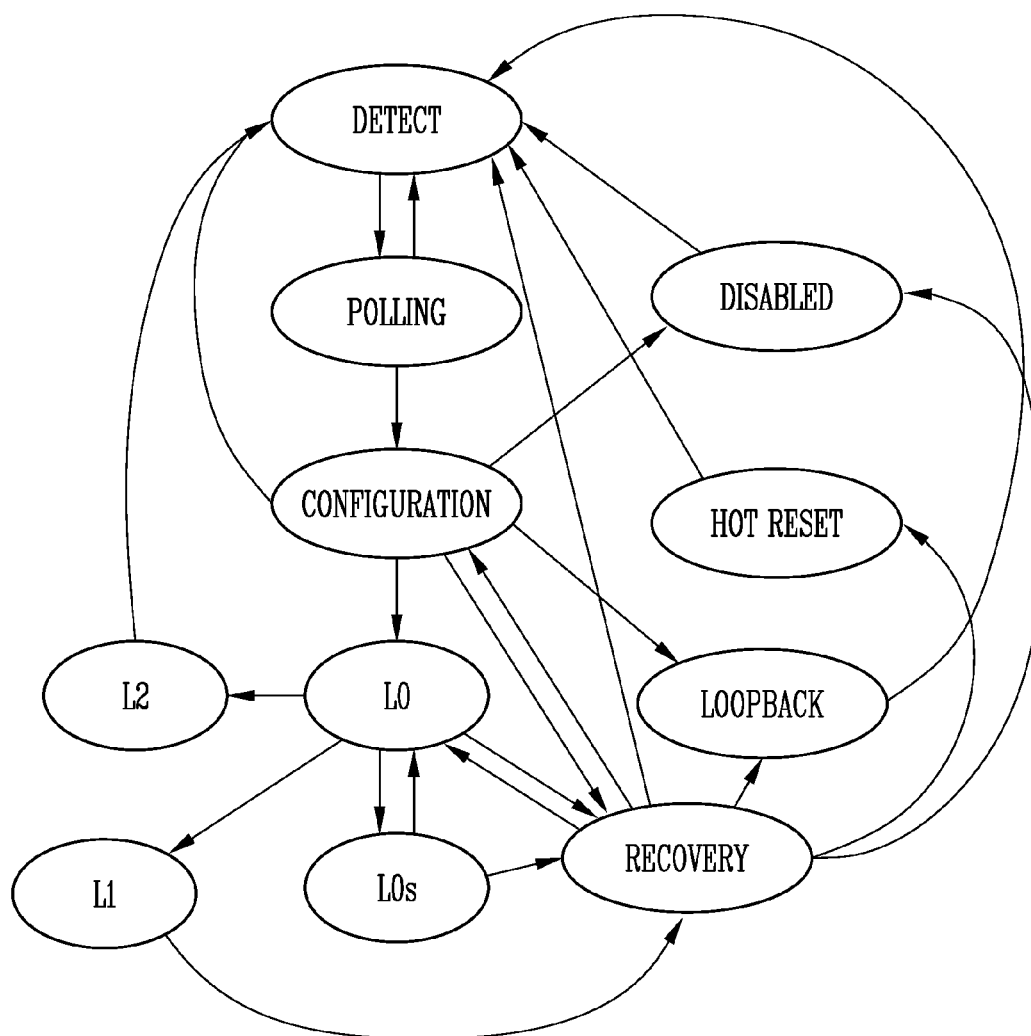 DETECT
POLLING
DISABLED
CONFIGURATION
HOT RESET
L2
L0
LOOPBACK
L1
L0s
RECOVERY